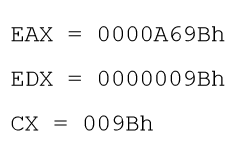 EAX = 0000A69Bh
EDX = 0000009Bh
CX = 009Bh